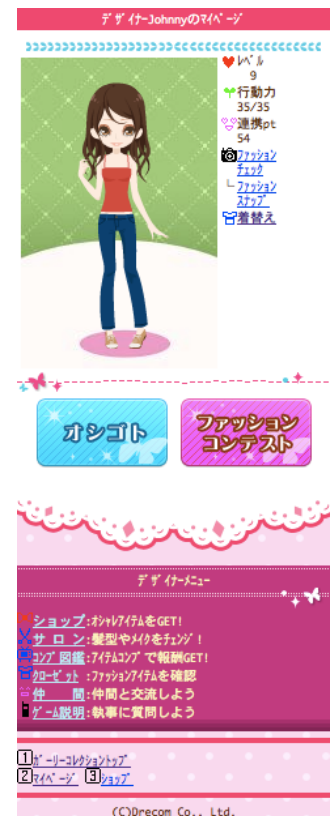 ﾃﾞｻﾞｲﾅｰJohnnyのﾏｲﾍﾟｰｼﾞ
ﾚﾍﾞﾙ
9
行動力
35/35
連携pt
54
ﾌｧｯｼｮﾝ
ﾁｪｯｸ
└ﾌｧｯｼｮﾝ
ｽﾅｯﾌﾟ
着替え
オシゴト
ファッション
コンテスト
ﾃﾞｻﾞｲﾅｰﾒﾆｭｰ
ショップ:ｵｼｬﾚｱｲﾃﾑをGET!
サロン:髪型やﾒｲｸをﾁｪﾝｼﾞ!
ｺﾝﾌﾟ図鑑:ｱｲﾃﾑｺﾝﾌﾟで報酬GET!
ｸﾛｰｾﾞｯﾄ:ﾌｧｯｼｮﾝｱｲﾃﾑを確認
仲　間:仲間と交流しよう
ｹﾞｰﾑ説明:執事に質問しよう
1ｶﾞｰﾘｰｺﾚｸｼｮﾝﾄｯﾌﾟ
2ﾏｲﾍﾟｰｼﾞ 3ｼｮｯﾌﾟ
(C)Drecom Co., Ltd.